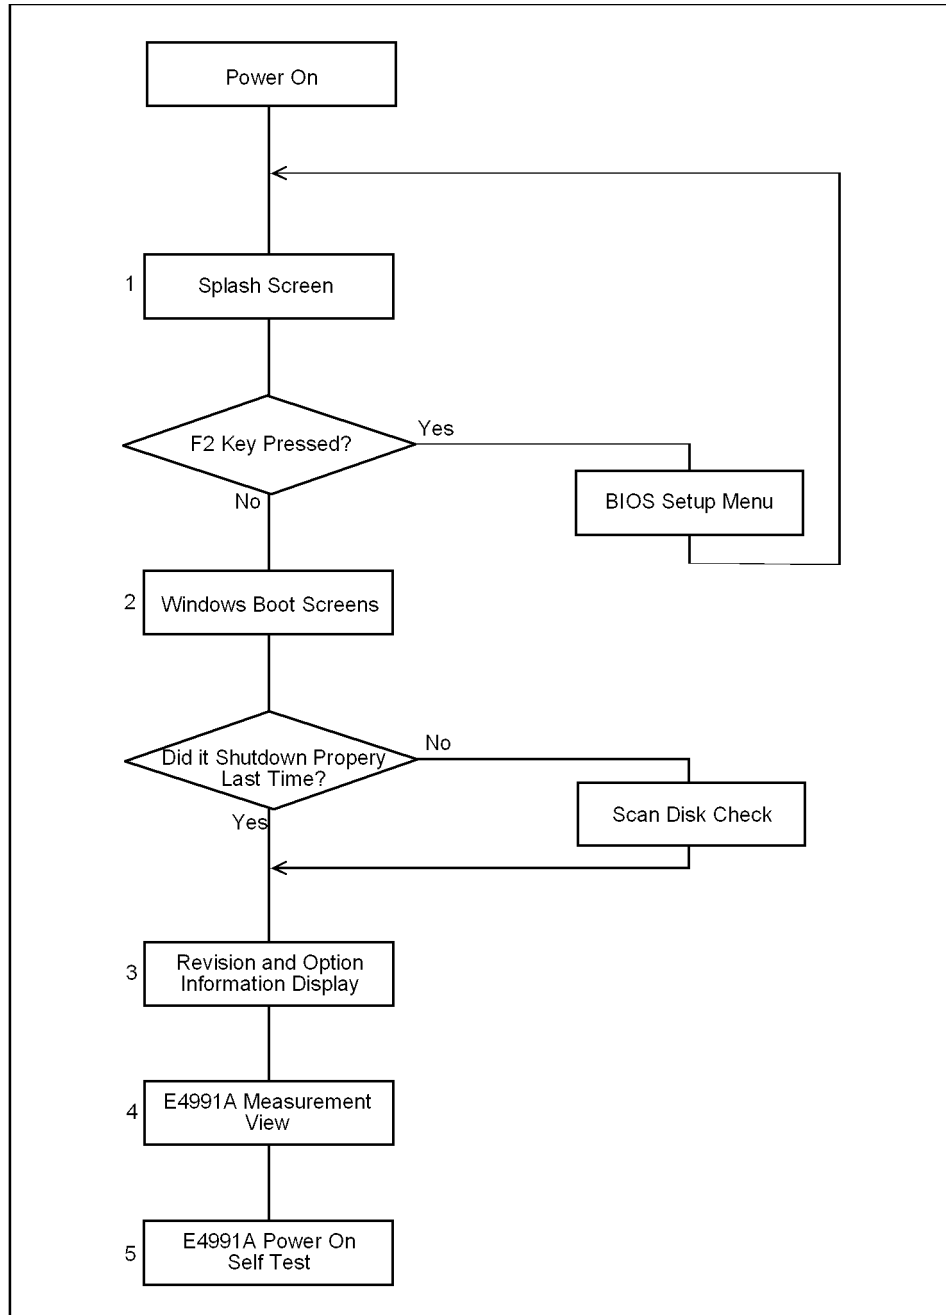 Power On
1
Splash Screen
F2 Key Pressed?
Yes
No
BIOS Setup Menu
2
Windows Boot Screens
Did it Shutdown Propery
Last Time?
No
Yes
Scan Disk Check
3
Revision and Option
Information Display
4
E4991A Measurement
View
5
E4991A Power On
Self Test